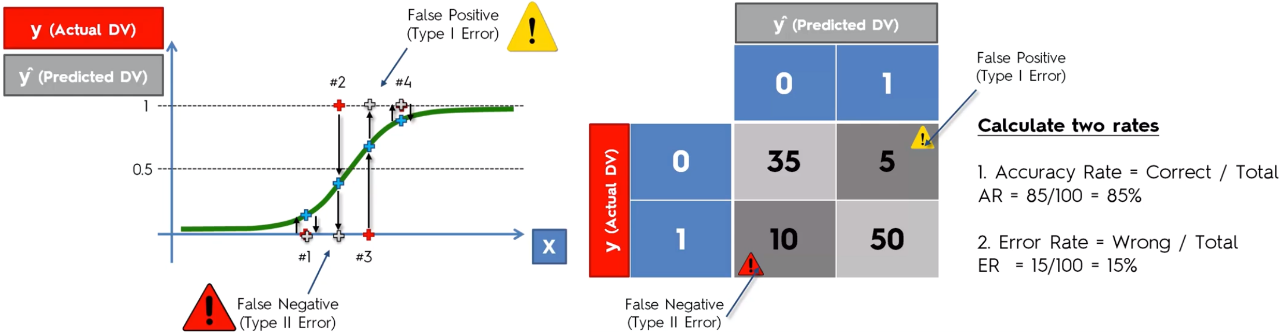 y (Actual DV)
ŷ (Predicted DV)
False Positive
(Type I Error)
#2
#4
1
0.5
#1
#3
X
False Negative
(Type II Error)
ŷ (Predicted DV)
0
1
y (Actual DV)
0
35
5
1
10
50
False Positive
(Type I Error)
False Negative
(Type II Error)
Calculate two rates
1. Accuracy Rate = Correct / Total
AR = 85/100 = 85%
2. Error Rate = Wrong / Total
ER = 15/100 = 15%